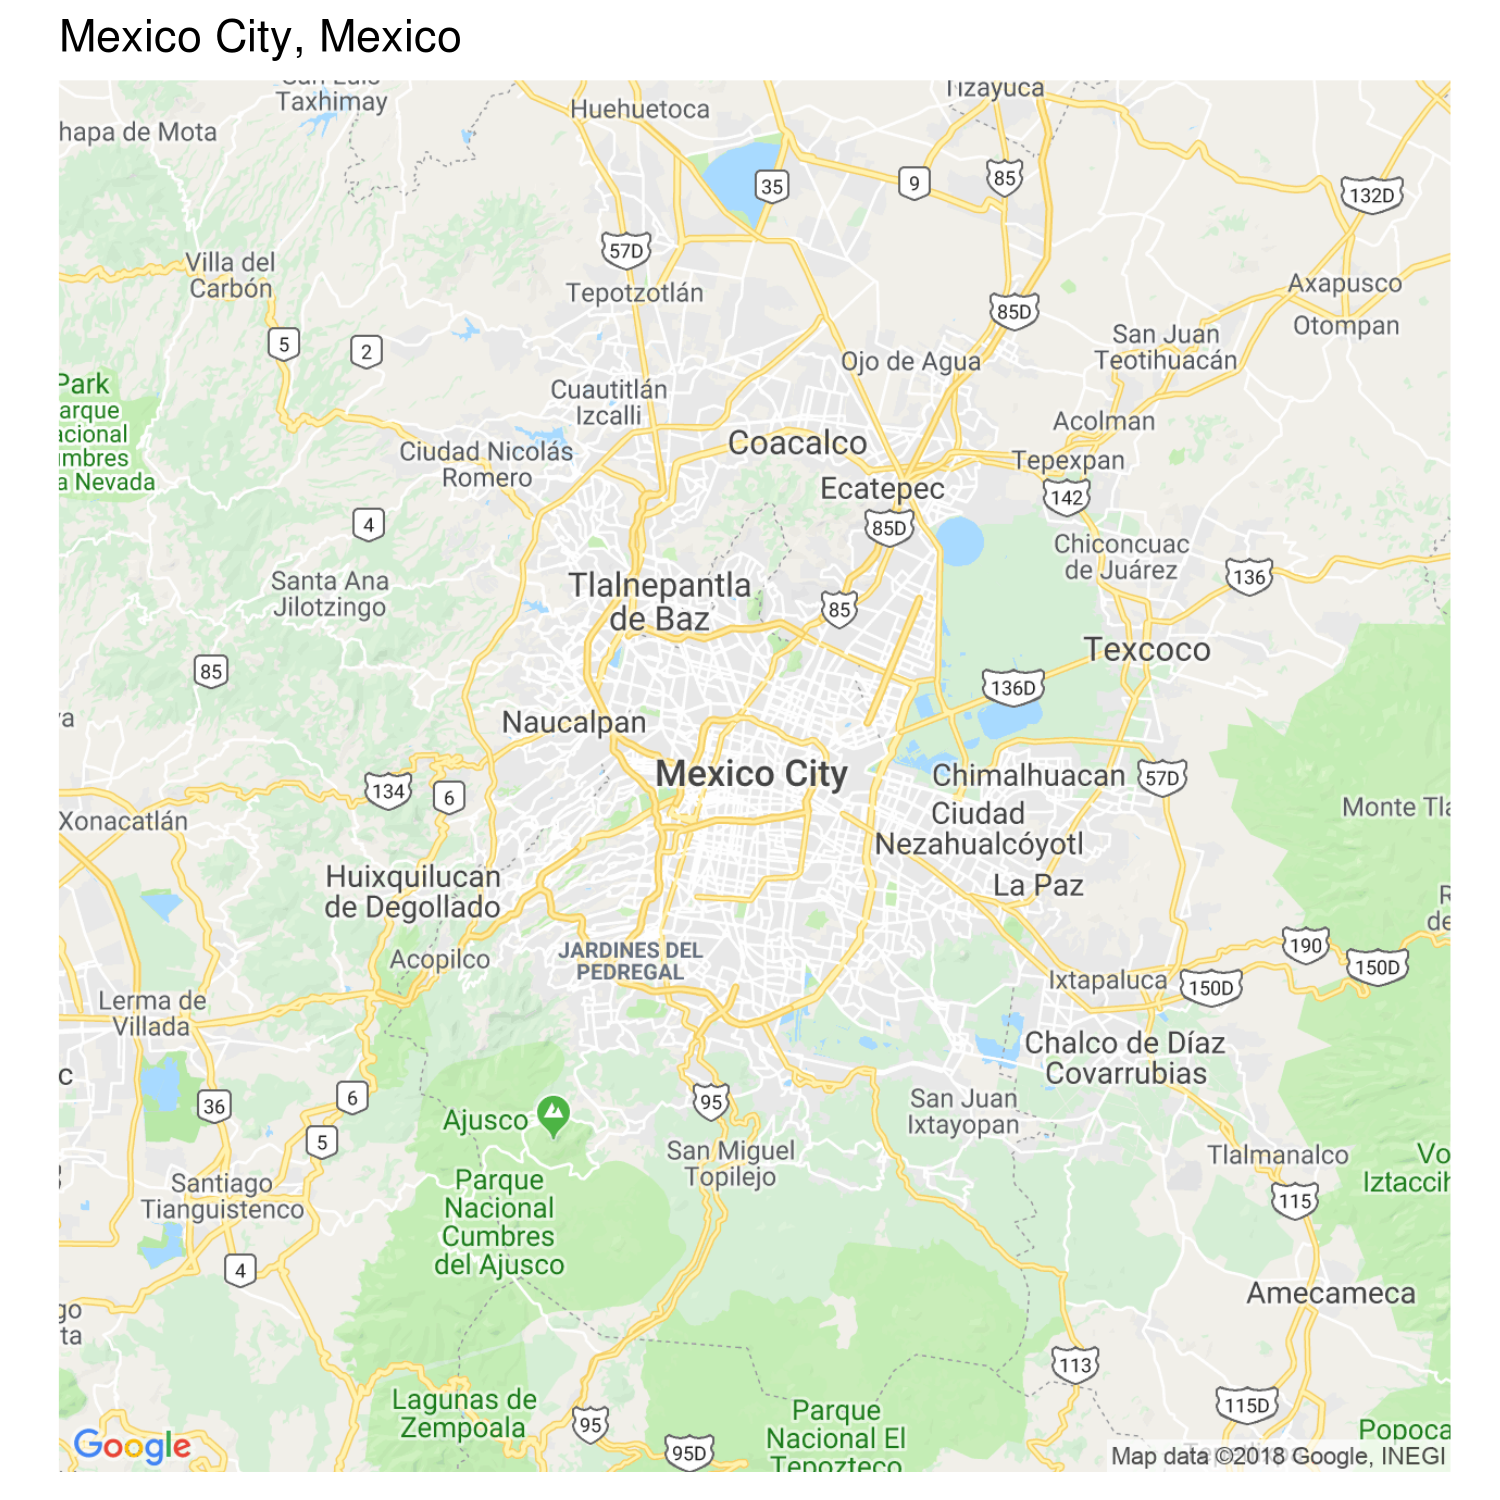 Mexico City, Mexico
Taxhimay
Huehuetoca
Tizayuca
hapa de Mota
35
9
85
132D
57D
Villa del
Carbón
Tepotzotlán
Axapusco
85D
Otompan
5
2
San Juan
Teotihuacán
Ojo de Agua
Park
arque
acional
umbres
a Nevada
Cuautitlán
Izcalli
Acolman
Coacalco
Ciudad Nicolás
Romero
Tepexpan
Ecatepec
142
4
85D
Chiconcuac
de Juárez
136
Santa Ana
Jilotzingo
Tlalnepantla
de Baz
85
Texcoco
85
136D
Naucalpan
Mexico City
Chimalhuacan
57D
134
6
Ciudad
Nezahualcóyotl
Xonacatlán
Monte Tla
Huixquilucan
de Degollado
La Paz
JARDINES DEL
PEDREGAL
Acopilco
190
150D
Ixtapaluca
150D
Lerma de
Villada
Chalco de Díaz
Covarrubias
36
6
5
Ajusco
95
San Juan
Ixtayopan
San Miguel
Topilejo
Tlalmanalco
Vo
Iztaccíh
115
Santiago
Tianguistenco
Parque
Nacional
Cumbres
del Ajusco
4
Amecameca
go
ta
113
Lagunas de
Zempoala
95
95D
Parque
Nacional El
Tepozteco
115D
Popoca
Google
Map data ©2018 Google, INEGI